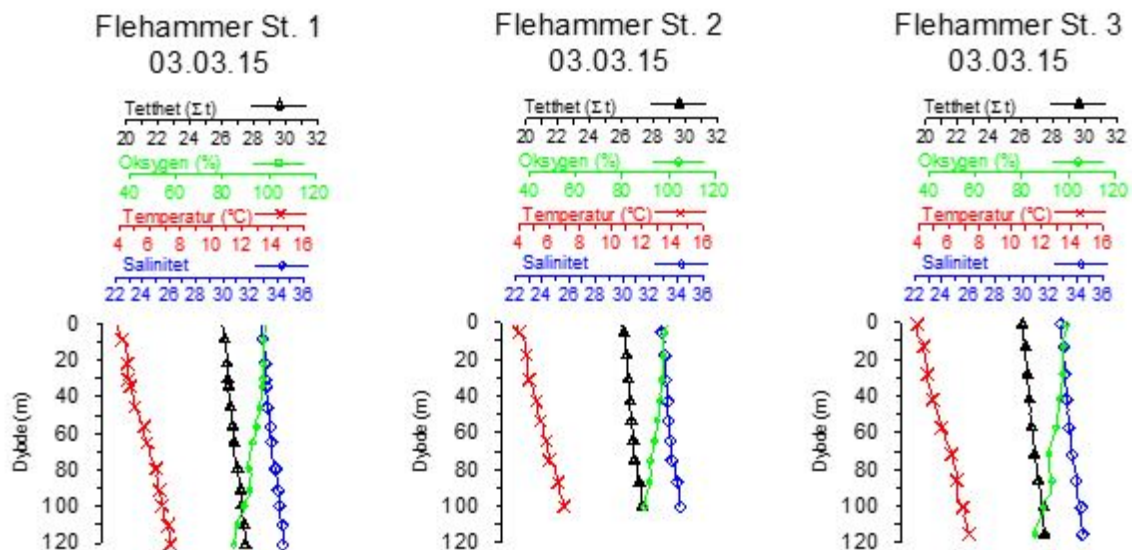 Flehammer St. 1
03.03.15
Tetthet (Σ t)
20 22 24 26 28 30 32
Oksygen (%)
40 60 80 100 120
Temperatur (°C)
4 6 8 10 12 14 16
Salinitet
22 24 26 28 30 32 34 36
0
20
40
60
80
100
120
Dybde (m)
Flehammer St. 2
03.03.15
Tetthet (Σ t)
20 22 24 26 28 30 32
Oksygen (%)
40 60 80 100 120
Temperatur (°C)
4 6 8 10 12 14 16
Salinitet
22 24 26 28 30 32 34 36
0
20
40
60
80
100
120
Dybde (m)
Flehammer St. 3
03.03.15
Tetthet (Σ t)
20 22 24 26 28 30 32
Oksygen (%)
40 60 80 100 120
Temperatur (°C)
4 6 8 10 12 14 16
Salinitet
22 24 26 28 30 32 34 36
0
20
40
60
80
100
120
Dybde (m)